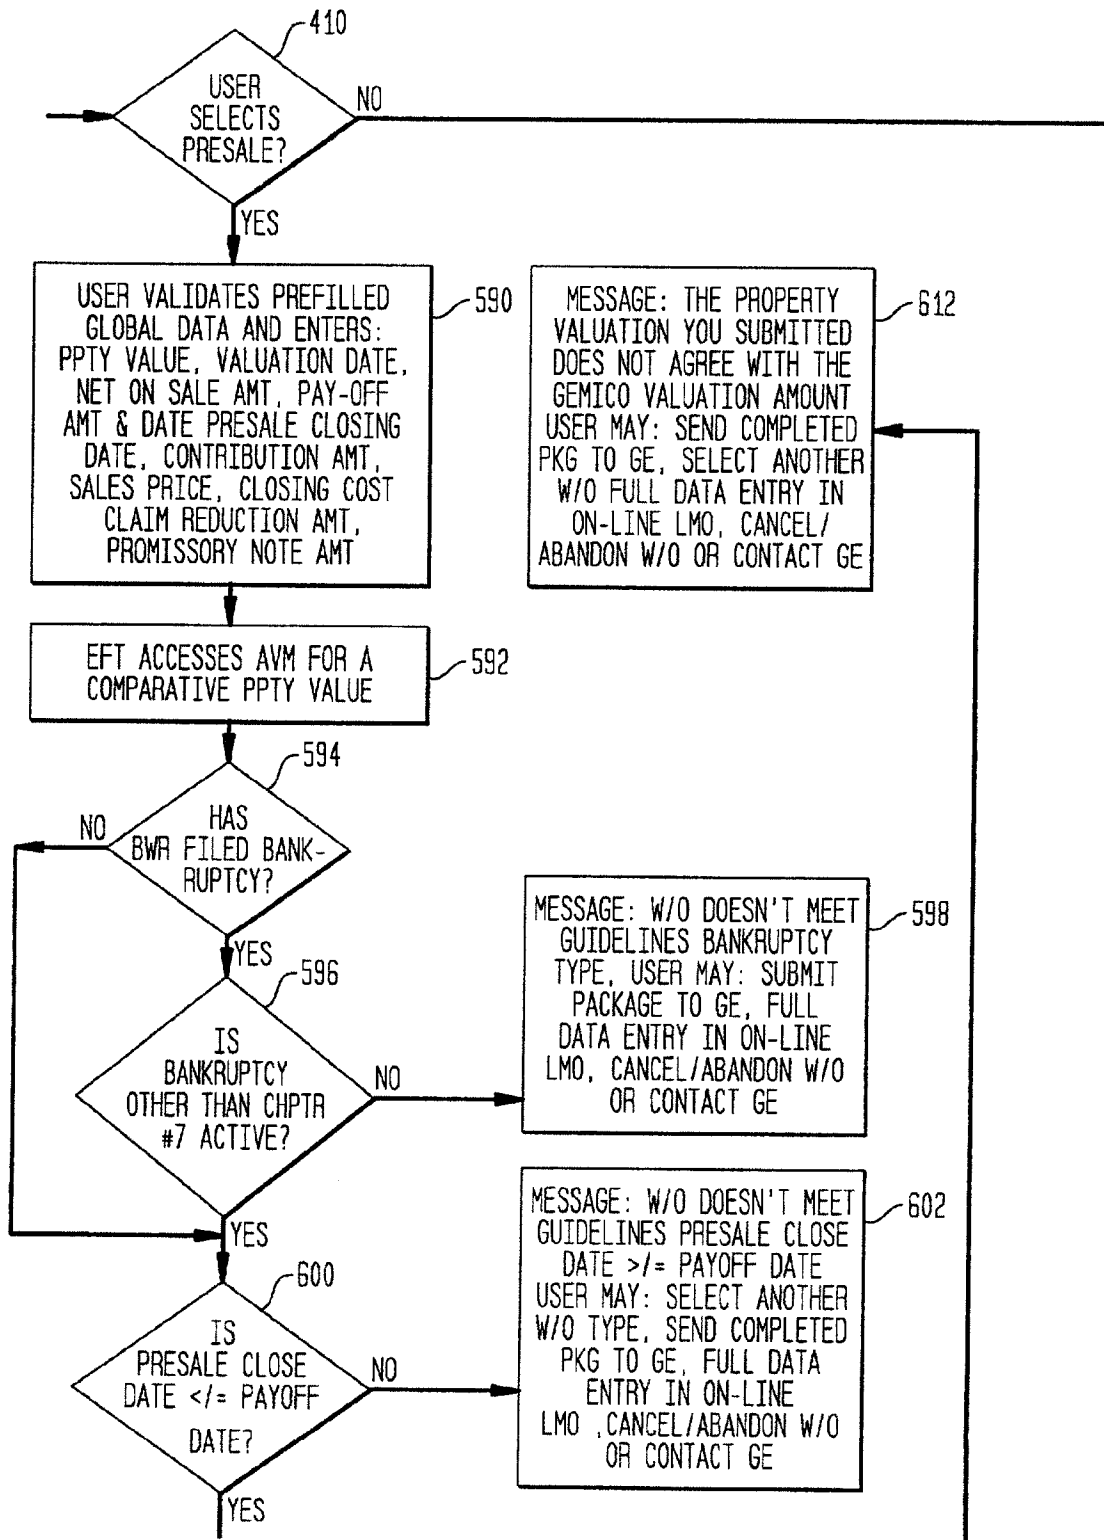 410
USER
SELECTS
PRESALE?
NO
YES
USER VALIDATES PREFILLED
GLOBAL DATA AND ENTERS:
PPTY VALUE, VALUATION DATE,
NET ON SALE AMT, PAY-OFF
AMT & DATE PRESALE CLOSING
DATE, CONTRIBUTION AMT,
SALES PRICE, CLOSING COST
CLAIM REDUCTION AMT,
PROMISSORY NOTE AMT
590
MESSAGE: THE PROPERTY
VALUATION YOU SUBMITTED
DOES NOT AGREE WITH THE
GEMICO VALUATION AMOUNT
USER MAY: SEND COMPLETED
PKG TO GE, SELECT ANOTHER
W/O FULL DATA ENTRY IN
ON-LINE LMO, CANCEL/
ABANDON W/O OR CONTACT GE
612
EFT ACCESSES AVM FOR A
COMPARATIVE PPTY VALUE
592
594
HAS
BWR FILED BANK-
RUPTCY?
NO
YES
596
IS
BANKRUPTCY
OTHER THAN CHPTR
#7 ACTIVE?
NO
YES
MESSAGE: W/O DOESN'T MEET
GUIDELINES BANKRUPTCY
TYPE, USER MAY: SUBMIT
PACKAGE TO GE, FULL
DATA ENTRY IN ON-LINE
LMO, CANCEL/ABANDON W/O
OR CONTACT GE
598
600
IS
PRESALE CLOSE
DATE </= PAYOFF
DATE?
NO
YES
MESSAGE: W/O DOESN'T MEET
GUIDELINES PRESALE CLOSE
DATE >/= PAYOFF DATE
USER MAY: SELECT ANOTHER
W/O TYPE, SEND COMPLETED
PKG TO GE, FULL DATA
ENTRY IN ON-LINE
LMO ,CANCEL/ABANDON W/O
OR CONTACT GE
602